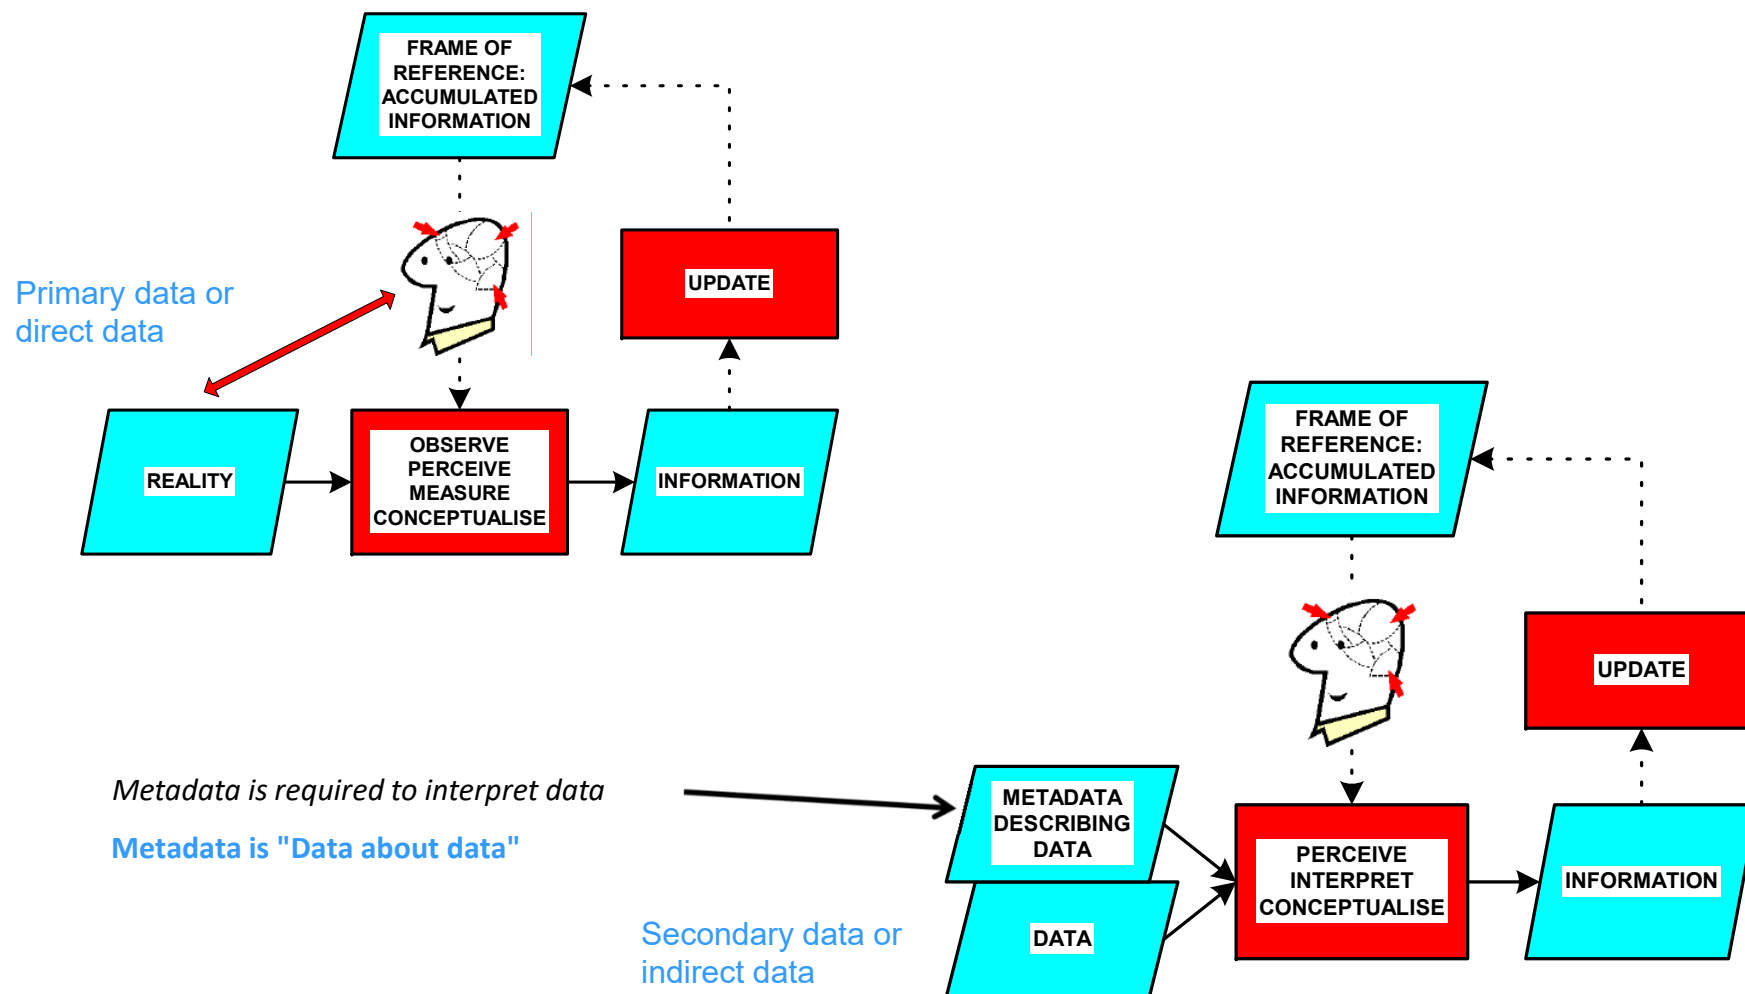 FRAME OF
REFERENCE:
ACCUMULATED
INFORMATION
UPDATE
Primary data or
direct data
REALITY
OBSERVE
PERCEIVE
MEASURE
CONCEPTUALISE
INFORMATION
FRAME OF
REFERENCE:
ACCUMULATED
INFORMATION
UPDATE
Metadata is required to interpret data
Metadata is "Data about data"
METADATA
DESCRIBING
DATA
PERCEIVE
INTERPRET
CONCEPTUALISE
INFORMATION
Secondary data or
indirect data
DATA